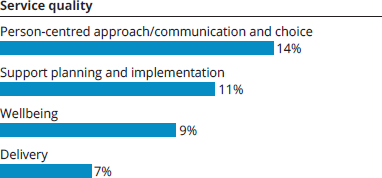 Service quality
Person-centred approach/communication and choice
14%
Support planning and implementation
11%
Wellbeing
9%
Delivery
7%